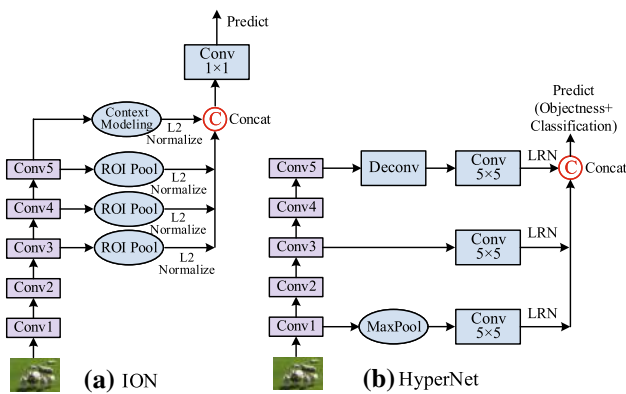 Predict
Conv
1×1
Context
Modeling
L2
Normalize
C
Concat
Conv5
ROI Pool
L2
Normalize
Conv4
ROI Pool
L2
Normalize
Conv3
ROI Pool
L2
Normalize
Conv2
Conv1
(a) ION
Predict
(Objectness+
Classification)
Conv5
Deconv
Conv
5×5
LRN
C
Concat
Conv4
Conv3
Conv
5×5
LRN
Conv2
Conv1
MaxPool
Conv
5×5
LRN
(b) HyperNet